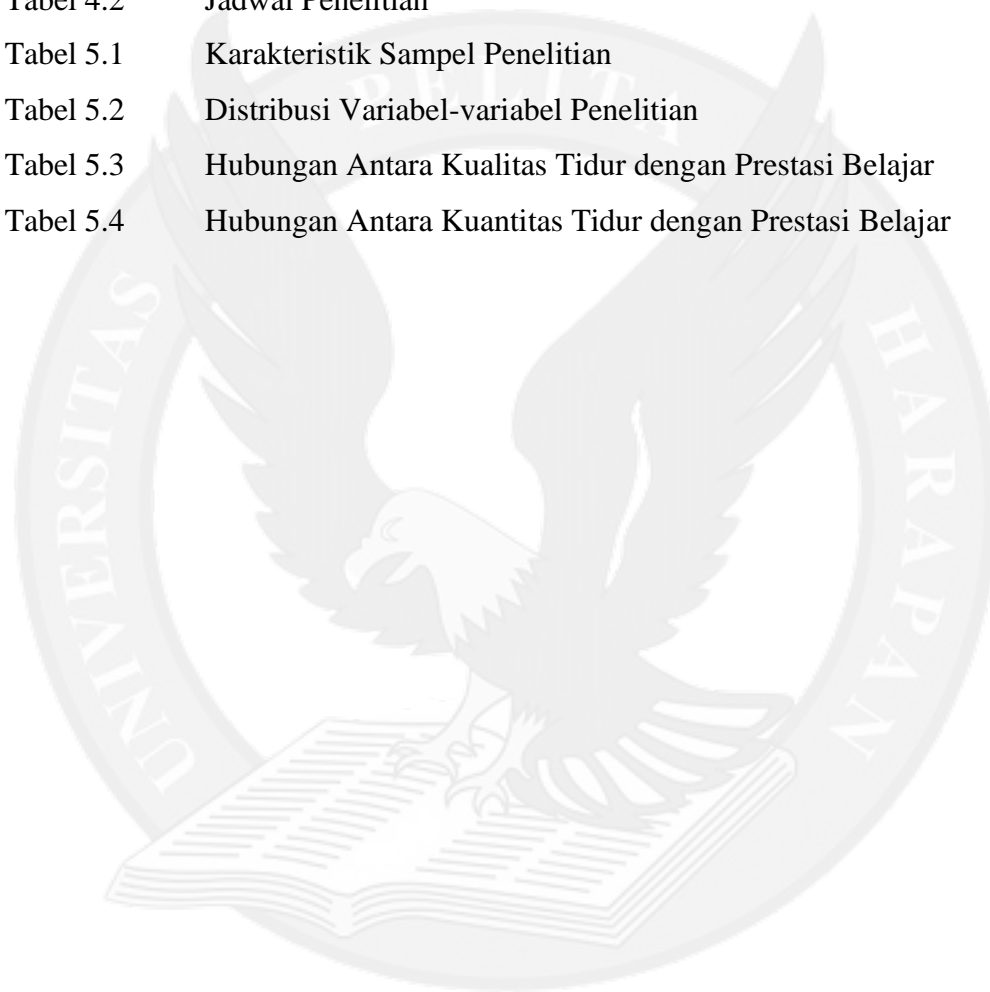 Tabel 4.2 Jadwal Penelitian
Tabel 5.1 Karakteristik Sampel Penelitian
Tabel 5.2 Distribusi Variabel-variabel Penelitian
Tabel 5.3 Hubungan Antara Kualitas Tidur dengan Prestasi Belajar
Tabel 5.4 Hubungan Antara Kuantitas Tidur dengan Prestasi Belajar
UNIVERSITAS PELITA HARAPAN